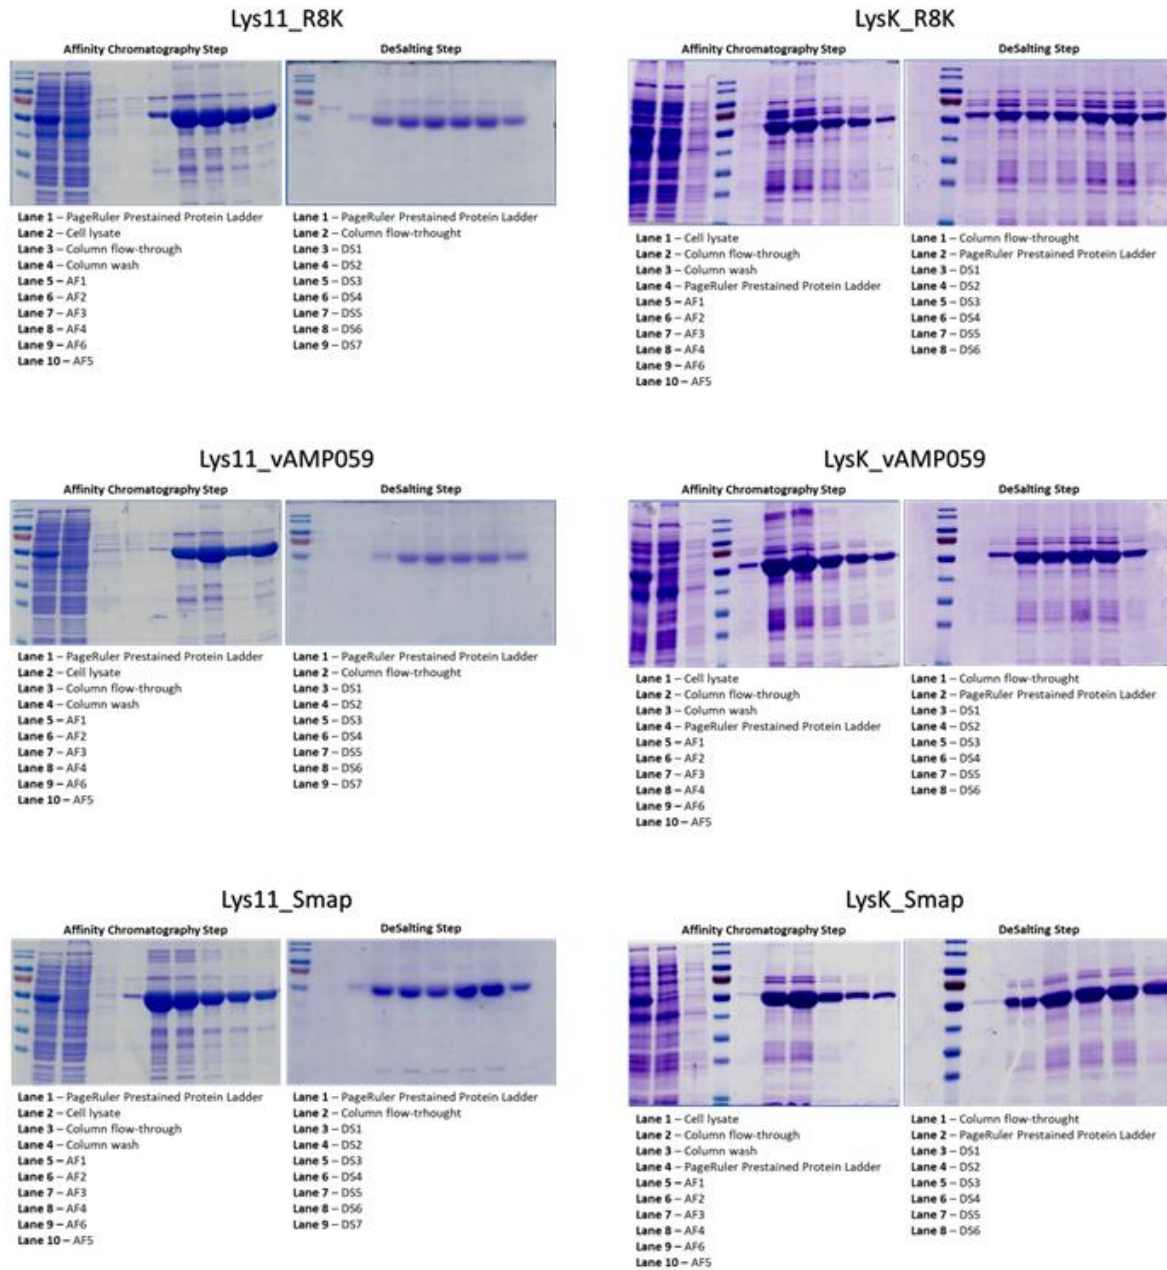 Lys11_R8K
Affinity Chromatography Step
DeSalting Step
Lane 1 – PageRuler Prestained Protein Ladder
Lane 2 – Cell lysate
Lane 3 – Column flow-through
Lane 4 – Column wash
Lane 5 – AF1
Lane 6 – AF2
Lane 7 – AF3
Lane 8 – AF4
Lane 9 – AF6
Lane 10 – AF5
Lane 1 – PageRuler Prestained Protein Ladder
Lane 2 – Column flow-trhought
Lane 3 – DS1
Lane 4 – DS2
Lane 5 – DS3
Lane 6 – DS4
Lane 7 – DS5
Lane 8 – DS6
Lane 9 – DS7
LysK_R8K
Affinity Chromatography Step
DeSalting Step
Lane 1 – Cell lysate
Lane 2 – Column flow-through
Lane 3 – Column wash
Lane 4 – PageRuler Prestained Protein Ladder
Lane 5 – AF1
Lane 6 – AF2
Lane 7 – AF3
Lane 8 – AF4
Lane 9 – AF6
Lane 10 – AF5
Lane 1 – Column flow-throught
Lane 2 – PageRuler Prestained Protein Ladder
Lane 3 – DS1
Lane 4 – DS2
Lane 5 – DS3
Lane 6 – DS4
Lane 7 – DS5
Lane 8 – DS6
Lys11_vAMP059
Affinity Chromatography Step
DeSalting Step
Lane 1 – PageRuler Prestained Protein Ladder
Lane 2 – Cell lysate
Lane 3 – Column flow-through
Lane 4 – Column wash
Lane 5 – AF1
Lane 6 – AF2
Lane 7 – AF3
Lane 8 – AF4
Lane 9 – AF6
Lane 10 – AF5
Lane 1 – PageRuler Prestained Protein Ladder
Lane 2 – Column flow-trhought
Lane 3 – DS1
Lane 4 – DS2
Lane 5 – DS3
Lane 6 – DS4
Lane 7 – DS5
Lane 8 – DS6
Lane 9 – DS7
LysK_vAMP059
Affinity Chromatography Step
DeSalting Step
Lane 1 – Cell lysate
Lane 2 – Column flow-through
Lane 3 – Column wash
Lane 4 – PageRuler Prestained Protein Ladder
Lane 5 – AF1
Lane 6 – AF2
Lane 7 – AF3
Lane 8 – AF4
Lane 9 – AF6
Lane 10 – AF5
Lane 1 – Column flow-throught
Lane 2 – PageRuler Prestained Protein Ladder
Lane 3 – DS1
Lane 4 – DS2
Lane 5 – DS3
Lane 6 – DS4
Lane 7 – DS5
Lane 8 – DS6
Lys11_Smap
Affinity Chromatography Step
DeSalting Step
Lane 1 – PageRuler Prestained Protein Ladder
Lane 2 – Cell lysate
Lane 3 – Column flow-through
Lane 4 – Column wash
Lane 5 – AF1
Lane 6 – AF2
Lane 7 – AF3
Lane 8 – AF4
Lane 9 – AF6
Lane 10 – AF5
Lane 1 – PageRuler Prestained Protein Ladder
Lane 2 – Column flow-trhought
Lane 3 – DS1
Lane 4 – DS2
Lane 5 – DS3
Lane 6 – DS4
Lane 7 – DS5
Lane 8 – DS6
Lane 9 – DS7
LysK_Smap
Affinity Chromatography Step
DeSalting Step
Lane 1 – Cell lysate
Lane 2 – Column flow-through
Lane 3 – Column wash
Lane 4 – PageRuler Prestained Protein Ladder
Lane 5 – AF1
Lane 6 – AF2
Lane 7 – AF3
Lane 8 – AF4
Lane 9 – AF6
Lane 10 – AF5
Lane 1 – Column flow-throught
Lane 2 – PageRuler Prestained Protein Ladder
Lane 3 – DS1
Lane 4 – DS2
Lane 5 – DS3
Lane 6 – DS4
Lane 7 – DS5
Lane 8 – DS6